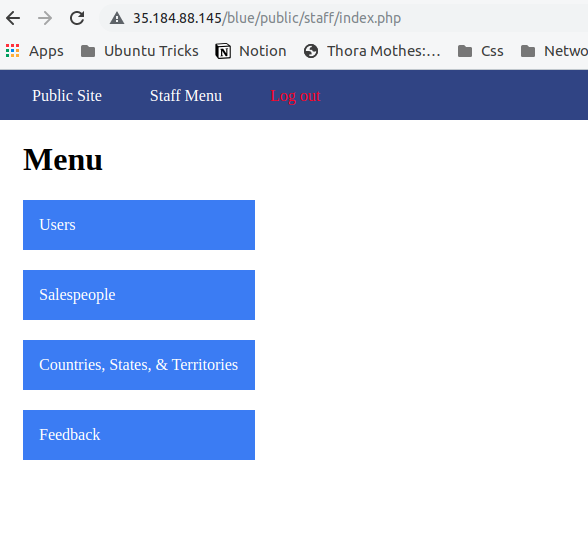 35.184.88.145/blue/public/staff/index.php
Apps Ubuntu Tricks Notion Thora Mothes:... Css Netwo
Public Site Staff Menu Log out
Menu
Users
Salespeople
Countries, States, & Territories
Feedback